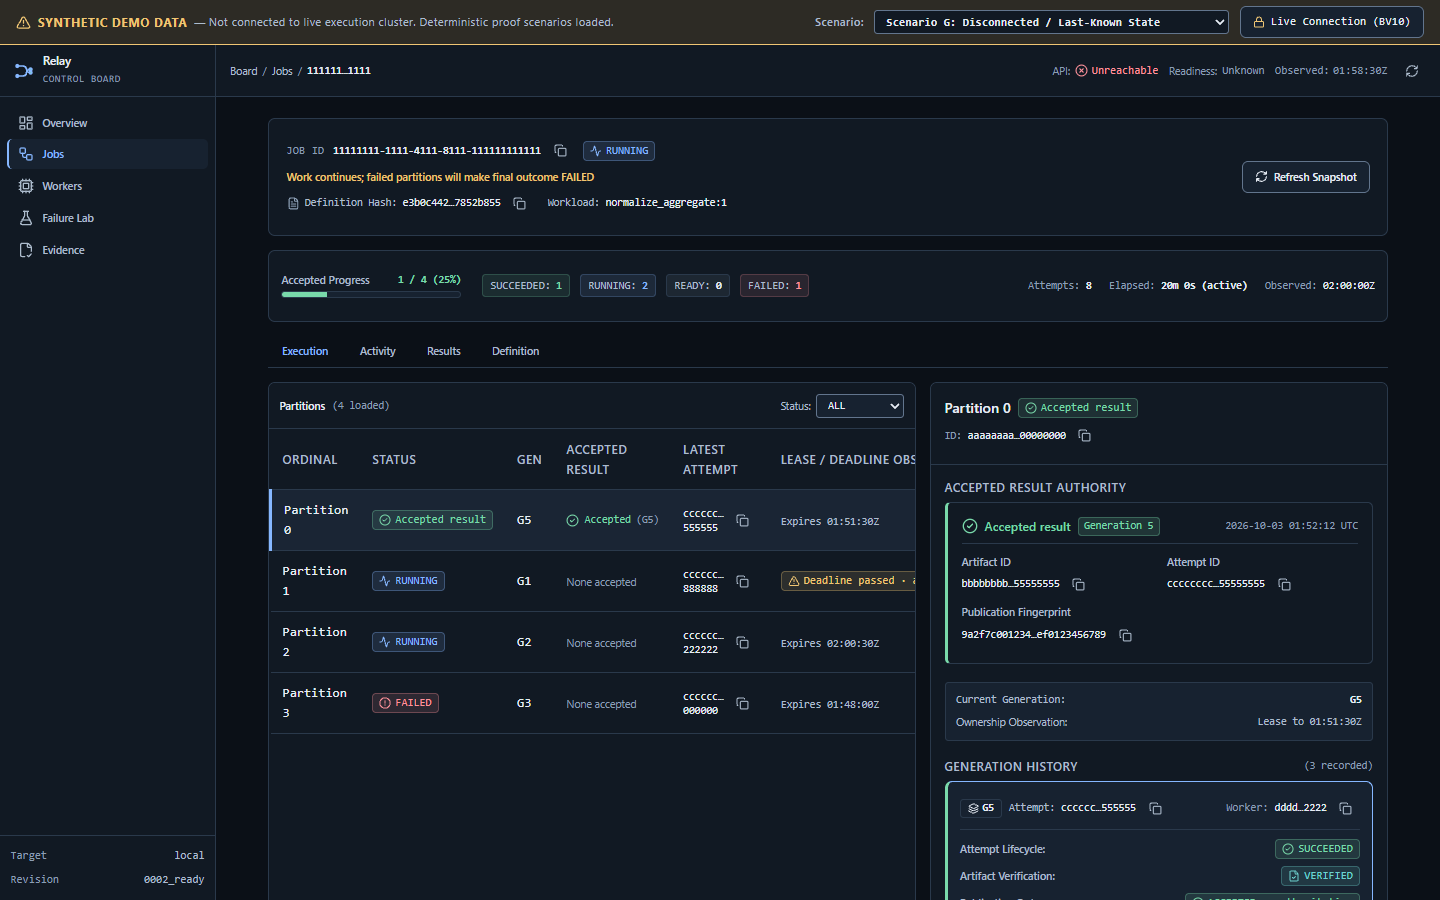 SYNTHETIC DEMO DATA — Not connected to live execution cluster. Deterministic proof scenarios loaded.
Scenario: Scenario G: Disconnected / Last-Known State
Live Connection (BV10)
Relay
CONTROL BOARD
Board / Jobs / 111111…1111
API: Unreachable Readiness: Unknown Observed: 01:58:30Z
Overview
Jobs
Workers
Failure Lab
Evidence
Target local
Revision 0002_ready
JOB ID 11111111-1111-4111-8111-111111111111 RUNNING
Work continues; failed partitions will make final outcome FAILED
Definition Hash: e3b0c442…7852b855 Workload: normalize_aggregate:1
Refresh Snapshot
Accepted Progress 1 / 4 (25%)
SUCCEEDED: 1 RUNNING: 2 READY: 0 FAILED: 1
Attempts: 8 Elapsed: 20m 0s (active) Observed: 02:00:00Z
Execution Activity Results Definition
Partitions (4 loaded)
Status: ALL
ORDINAL STATUS GEN ACCEPTED RESULT LATEST ATTEMPT LEASE / DEADLINE OBS
Partition 0 Accepted result G5 Accepted (G5) cccccc…555555 Expires 01:51:30Z
Partition 1 RUNNING G1 None accepted cccccc…888888 Deadline passed · a
Partition 2 RUNNING G2 None accepted cccccc…222222 Expires 02:00:30Z
Partition 3 FAILED G3 None accepted cccccc…000000 Expires 01:48:00Z
Partition 0 Accepted result
ID: aaaaaaaa…00000000
ACCEPTED RESULT AUTHORITY
Accepted result Generation 5 2026-10-03 01:52:12 UTC
Artifact ID Attempt ID
bbbbbbbb…55555555 cccccccc…55555555
Publication Fingerprint
9a2f7c001234…ef0123456789
Current Generation: G5
Ownership Observation: Lease to 01:51:30Z
GENERATION HISTORY (3 recorded)
G5 Attempt: cccccc…555555 Worker: dddd…2222
Attempt Lifecycle: SUCCEEDED
Artifact Verification: VERIFIED